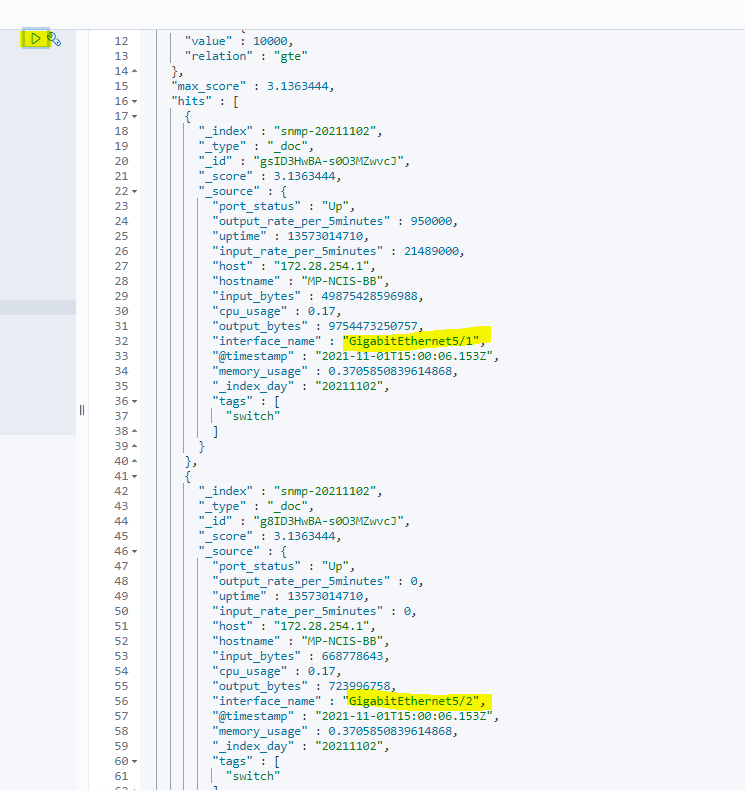 12 "value" : 10000,
13 "relation" : "gte"
14 },
15 "max_score" : 3.1363444,
16 "hits" : [
17 {
18 "_index" : "snmp-20211102",
19 "_type" : "_doc",
20 "_id" : "gsID3HwBA-s0O3MZwvcJ",
21 "_score" : 3.1363444,
22 "_source" : {
23 "port_status" : "Up",
24 "output_rate_per_5minutes" : 950000,
25 "uptime" : 13573014710,
26 "input_rate_per_5minutes" : 21489000,
27 "host" : "172.28.254.1",
28 "hostname" : "MP-NCIS-BB",
29 "input_bytes" : 49875428596988,
30 "cpu_usage" : 0.17,
31 "output_bytes" : 9754473250757,
32 "interface_name" : "GigabitEthernet5/1",
33 "@timestamp" : "2021-11-01T15:00:06.153Z",
34 "memory_usage" : 0.3705850839614868,
35 "_index_day" : "20211102",
36 "tags" : [
37 "switch"
38 ]
39 }
40 },
41 {
42 "_index" : "snmp-20211102",
43 "_type" : "_doc",
44 "_id" : "g8ID3HwBA-s0O3MZwvcJ",
45 "_score" : 3.1363444,
46 "_source" : {
47 "port_status" : "Up",
48 "output_rate_per_5minutes" : 0,
49 "uptime" : 13573014710,
50 "input_rate_per_5minutes" : 0,
51 "host" : "172.28.254.1",
52 "hostname" : "MP-NCIS-BB",
53 "input_bytes" : 668778643,
54 "cpu_usage" : 0.17,
55 "output_bytes" : 723996758,
56 "interface_name" : "GigabitEthernet5/2",
57 "@timestamp" : "2021-11-01T15:00:06.153Z",
58 "memory_usage" : 0.3705850839614868,
59 "_index_day" : "20211102",
60 "tags" : [
61 "switch"